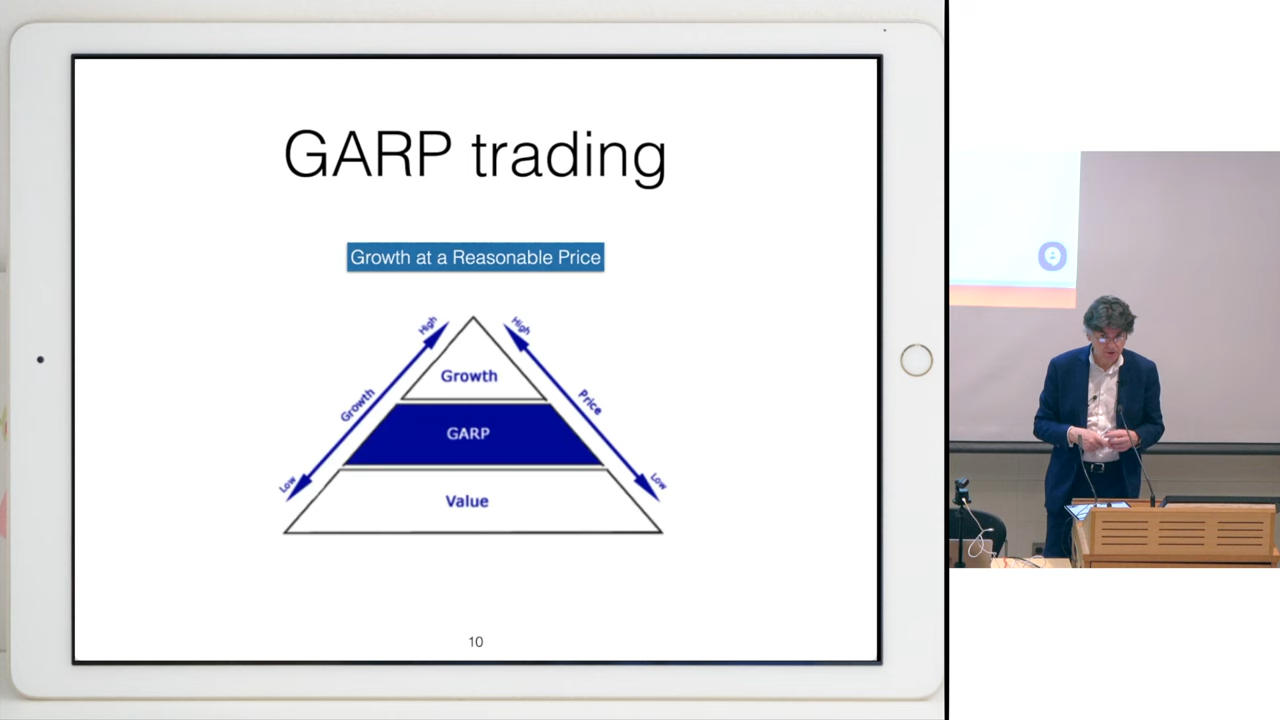 GARP trading
Growth at a Reasonable Price
High
High
Growth
Growth
Price
GARP
Low
Low
Value
10